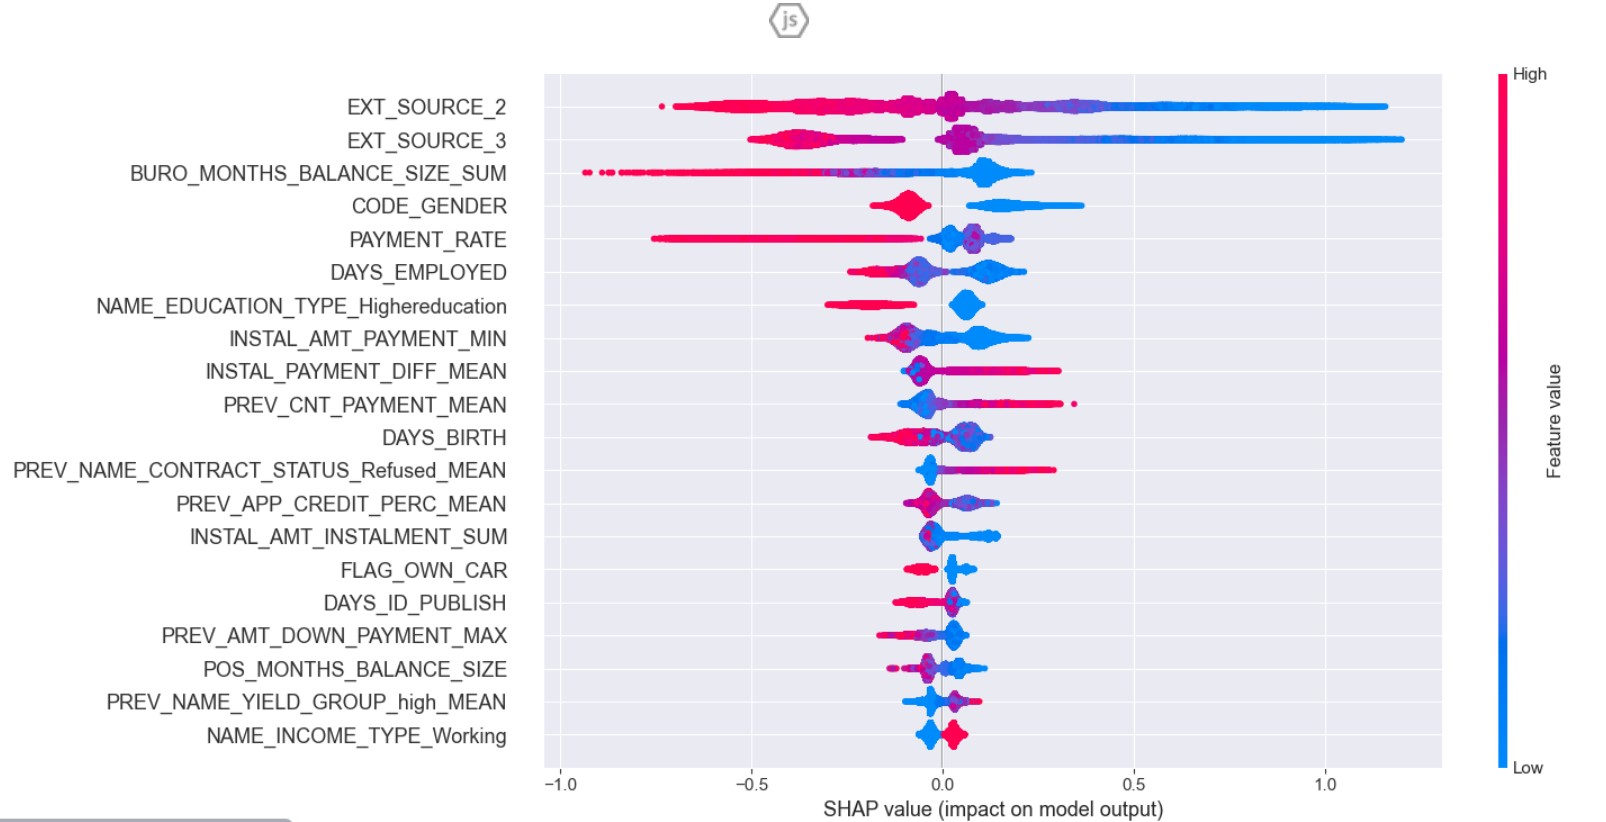 js
High
EXT_SOURCE_2
EXT_SOURCE_3
BURO_MONTHS_BALANCE_SIZE_SUM
CODE_GENDER
PAYMENT_RATE
DAYS_EMPLOYED
NAME_EDUCATION_TYPE_Highereducation
INSTAL_AMT_PAYMENT_MIN
INSTAL_PAYMENT_DIFF_MEAN
PREV_CNT_PAYMENT_MEAN
DAYS_BIRTH
PREV_NAME_CONTRACT_STATUS_Refused_MEAN
PREV_APP_CREDIT_PERC_MEAN
INSTAL_AMT_INSTALMENT_SUM
FLAG_OWN_CAR
DAYS_ID_PUBLISH
PREV_AMT_DOWN_PAYMENT_MAX
POS_MONTHS_BALANCE_SIZE
PREV_NAME_YIELD_GROUP_high_MEAN
NAME_INCOME_TYPE_Working
Feature value
Low
−1.0 −0.5 0.0 0.5 1.0
SHAP value (impact on model output)